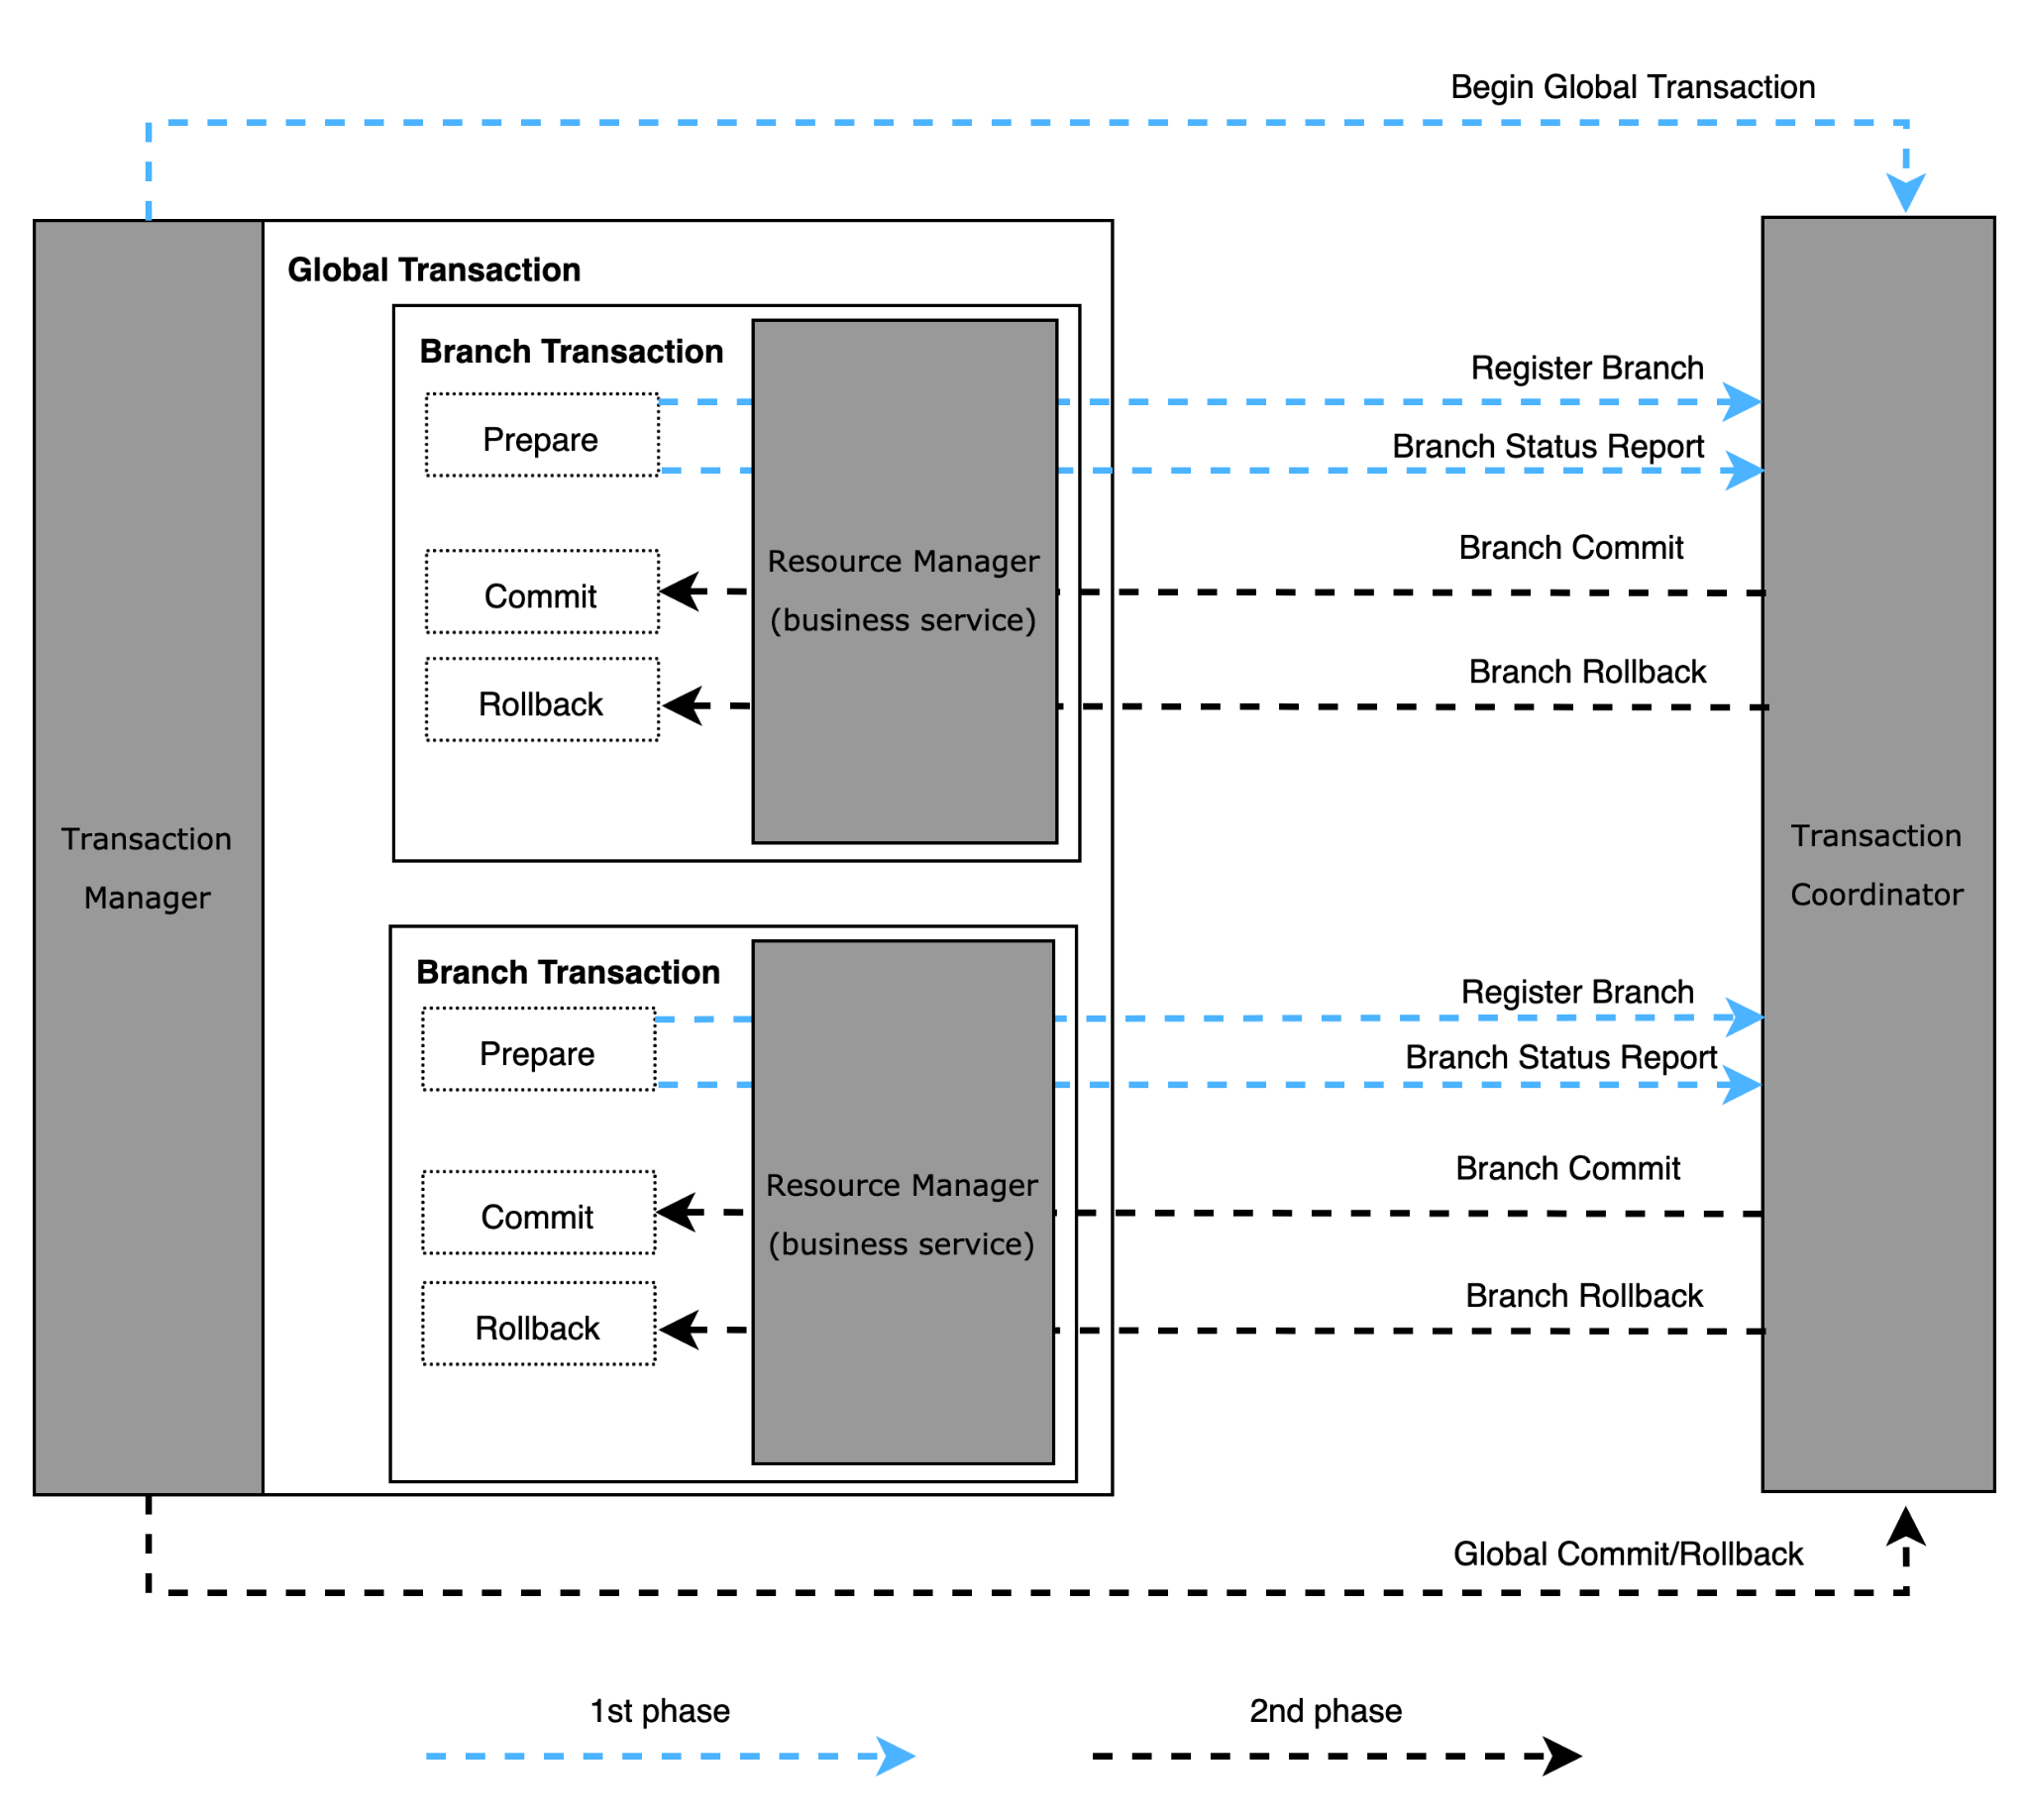 Begin Global Transaction
Global Transaction
Branch Transaction
Prepare
Commit
Rollback
Resource Manager
(business service)
Register Branch
Branch Status Report
Branch Commit
Branch Rollback
Transaction
Manager
Transaction
Coordinator
Branch Transaction
Prepare
Commit
Rollback
Resource Manager
(business service)
Register Branch
Branch Status Report
Branch Commit
Branch Rollback
Global Commit/Rollback
1st phase
2nd phase